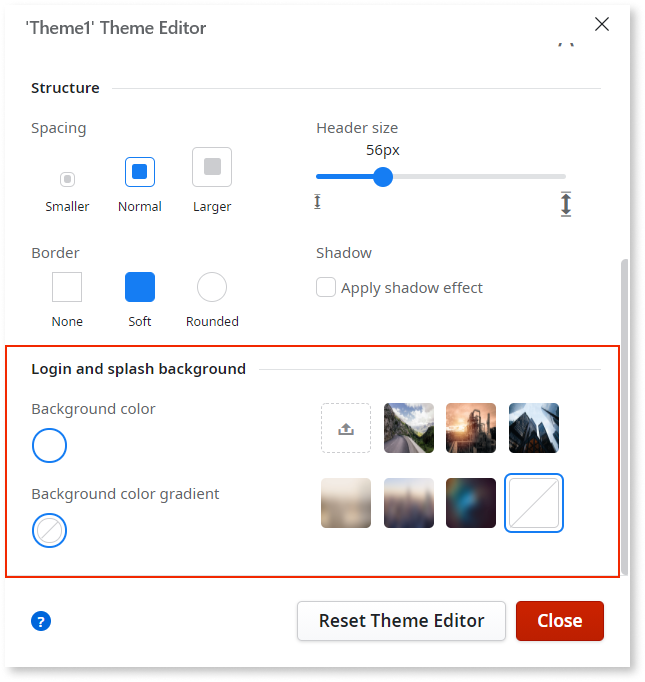 'Theme1' Theme Editor
Structure
Spacing
Header size
56px
Smaller
Normal
Larger
Border
Shadow
Apply shadow effect
None
Soft
Rounded
Login and splash background
Background color
Background color gradient
?
Reset Theme Editor
Close